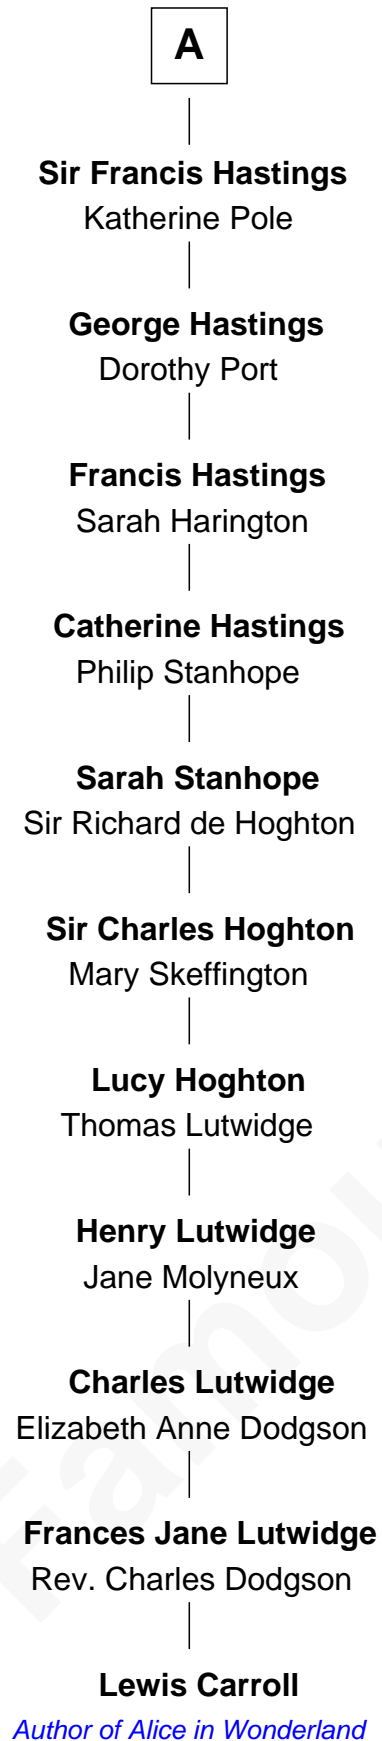 A
Sir Francis Hastings
Katherine Pole
George Hastings
Dorothy Port
Francis Hastings
Sarah Harington
Catherine Hastings
Philip Stanhope
Sarah Stanhope
Sir Richard de Hoghton
Sir Charles Hoghton
Mary Skeffington
Lucy Hoghton
Thomas Lutwidge
Henry Lutwidge
Jane Molyneux
Charles Lutwidge
Elizabeth Anne Dodgson
Frances Jane Lutwidge
Rev. Charles Dodgson
Lewis Carroll
Author of Alice in Wonderland